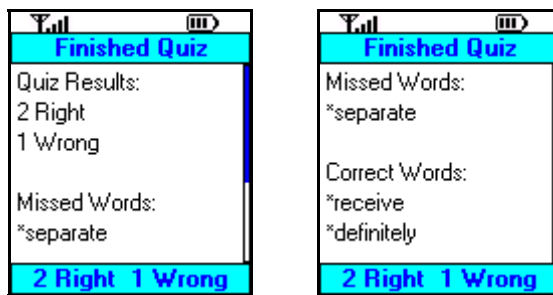 Finished Quiz
Quiz Results:
2 Right
1 Wrong
Missed Words:
*separate
2 Right 1 Wrong
Finished Quiz
Missed Words:
*separate
Correct Words:
*receive
*definitely
2 Right 1 Wrong